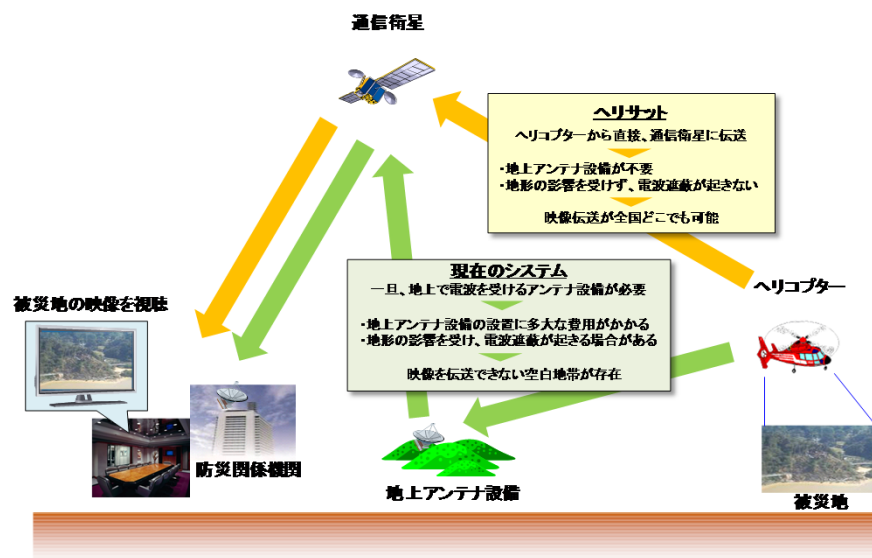 通信衛星
ヘリサット
ヘリコプターから直接、通信衛星に伝送
・地上アンテナ設備が不要
・地形の影響を受けず、電波遮蔽が起きない
映像伝送が全国どこでも可能
現在のシステム
一旦、地上で電波を受けるアンテナ設備が必要
・地上アンテナ設備の設置に多大な費用がかかる
・地形の影響を受け、電波遮蔽が起きる場合がある
映像を伝送できない空白地帯が存在
ヘリコプター
被災地の映像を視聴
防災関係機関
地上アンテナ設備
被災地